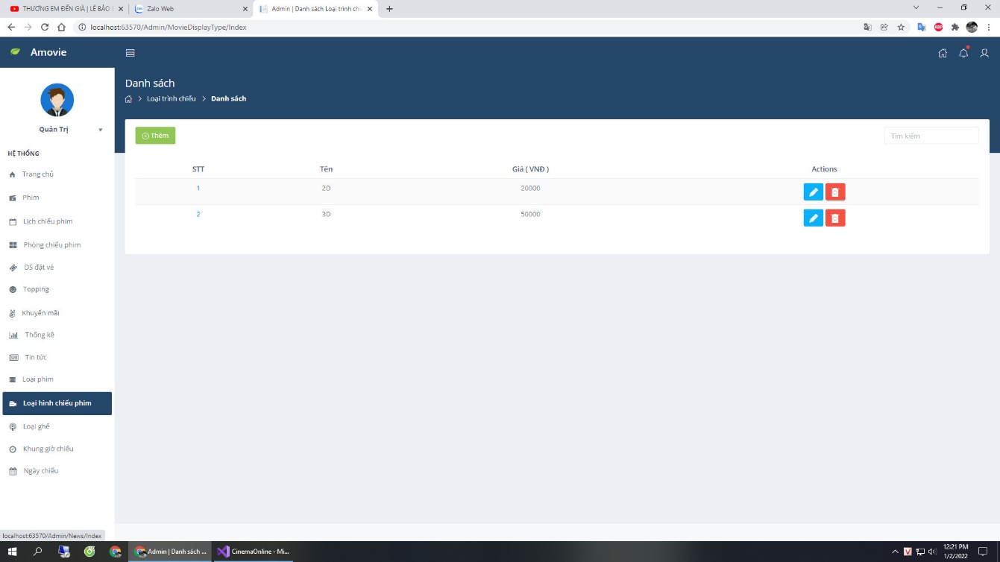 THƯƠNG EM ĐẾN GIÀ | LÊ BẢO
Zalo Web
Admin | Danh sách Loại trình chi
localhost:63570/Admin/MovieDisplayType/Index
ABP
Amovie
Danh sách
Loại trình chiếu > Danh sách
Quản Trị
HỆ THỐNG
Trang chủ
Phim
Lịch chiếu phim
Phòng chiếu phim
DS đặt vé
Topping
Khuyến mãi
Thống kê
Tin tức
Loại phim
Loại hình chiếu phim
Loại ghế
Khung giờ chiếu
Ngày chiếu
Thêm
Tìm kiếm
STT Tên Giá ( VNĐ ) Actions
1 2D 20000
2 3D 50000
localhost:63570/Admin/News/Index
Admin | Danh sách ...
CinemaOnline - Mi...
V
12:21 PM
1/2/2022